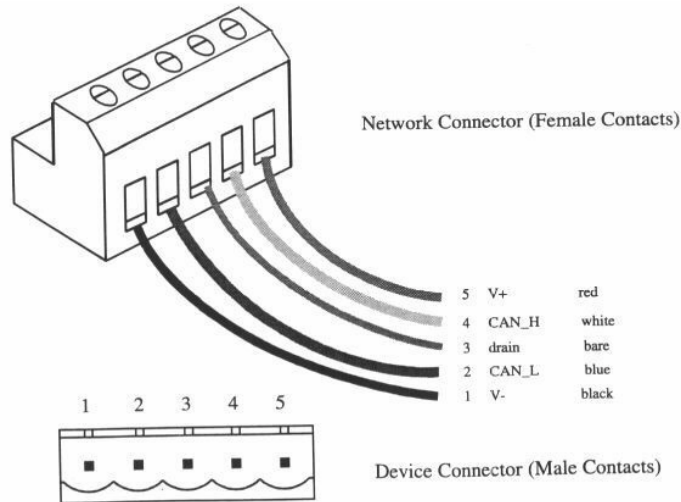 Network Connector (Female Contacts)
5 V+ red
4 CAN_H white
3 drain bare
2 CAN_L blue
1 V- black
1 2 3 4 5
Device Connector (Male Contacts)